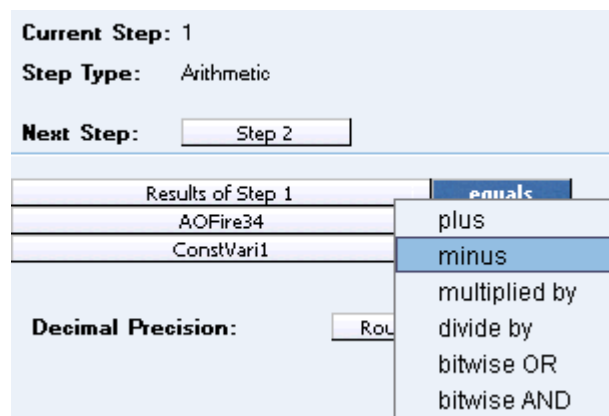 Current Step: 1
Step Type: Arithmetic
Next Step: Step 2
Results of Step 1 equals
AOFire34 plus
ConstVari1 minus
multiplied by
Decimal Precision: Rou divide by
bitwise OR
bitwise AND